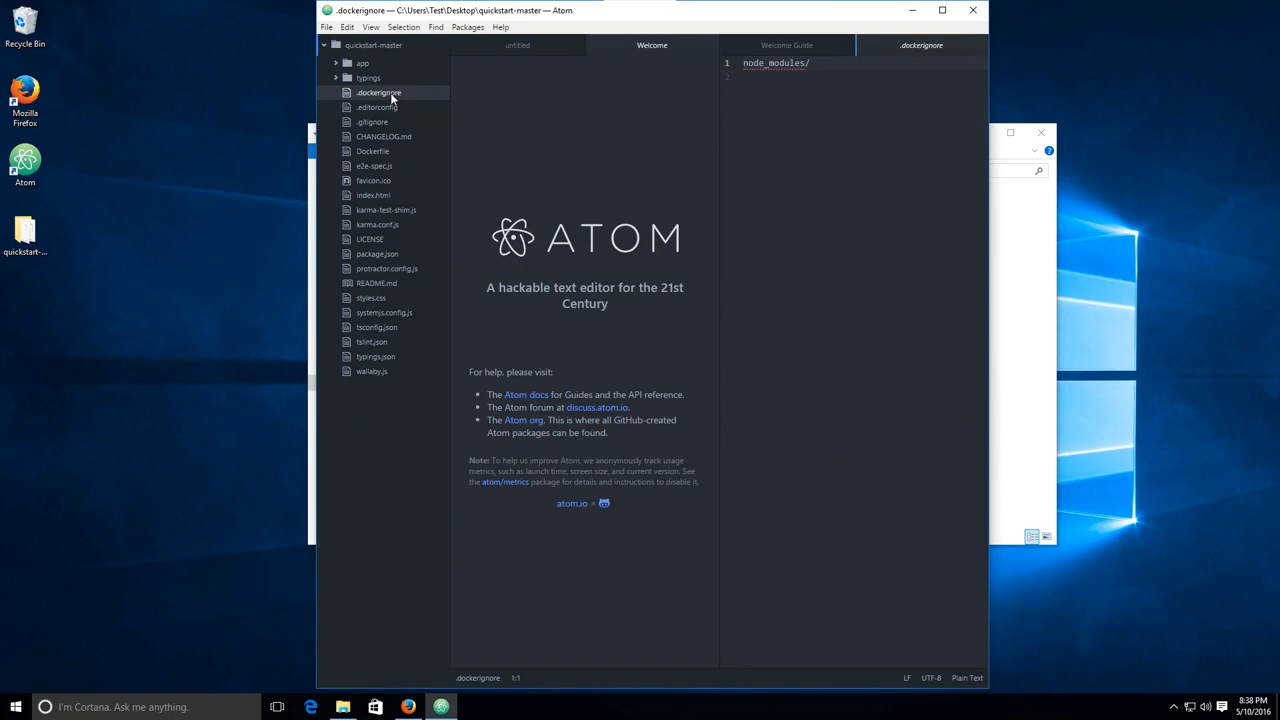 .dockerignore — C:\Users\Test\Desktop\quickstart-master — Atom
File Edit View Selection Find Packages Help
quickstart-master
untitled
Welcome
Welcome Guide
.dockerignore
app
typings
.dockerignore
.editorconfig
.gitignore
CHANGELOG.md
Dockerfile
e2e-spec.js
favicon.ico
index.html
karma-test-shim.js
karma.conf.js
LICENSE
package.json
protractor.config.js
README.md
styles.css
systemjs.config.js
tsconfig.json
tslint.json
typings.json
wallaby.js
ATOM
A hackable text editor for the 21st
Century
For help, please visit:
• The Atom docs for Guides and the API reference.
• The Atom forum at discuss.atom.io.
• The Atom org. This is where all GitHub-created
Atom packages can be found.
Note: To help us improve Atom, we anonymously track usage
metrics, such as launch time, screen size, and current version. See
the atom/metrics package for details and instructions to disable it.
atom.io ×
1 node_modules/
2
.dockerignore 1:1
LF UTF-8 Plain Text
Recycle Bin
Mozilla
Firefox
Atom
quickstart-...
I'm Cortana. Ask me anything.
8:38 PM
5/10/2016